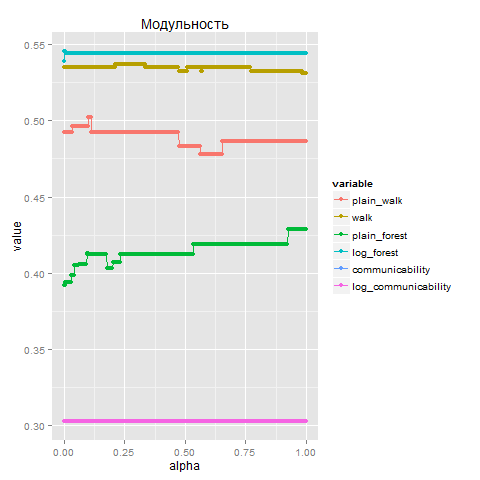 Модульность
0.55
0.50
0.45
0.40
0.35
0.30
value
0.00 0.25 0.50 0.75 1.00
alpha
variable
plain_walk
walk
plain_forest
log_forest
communicability
log_communicability